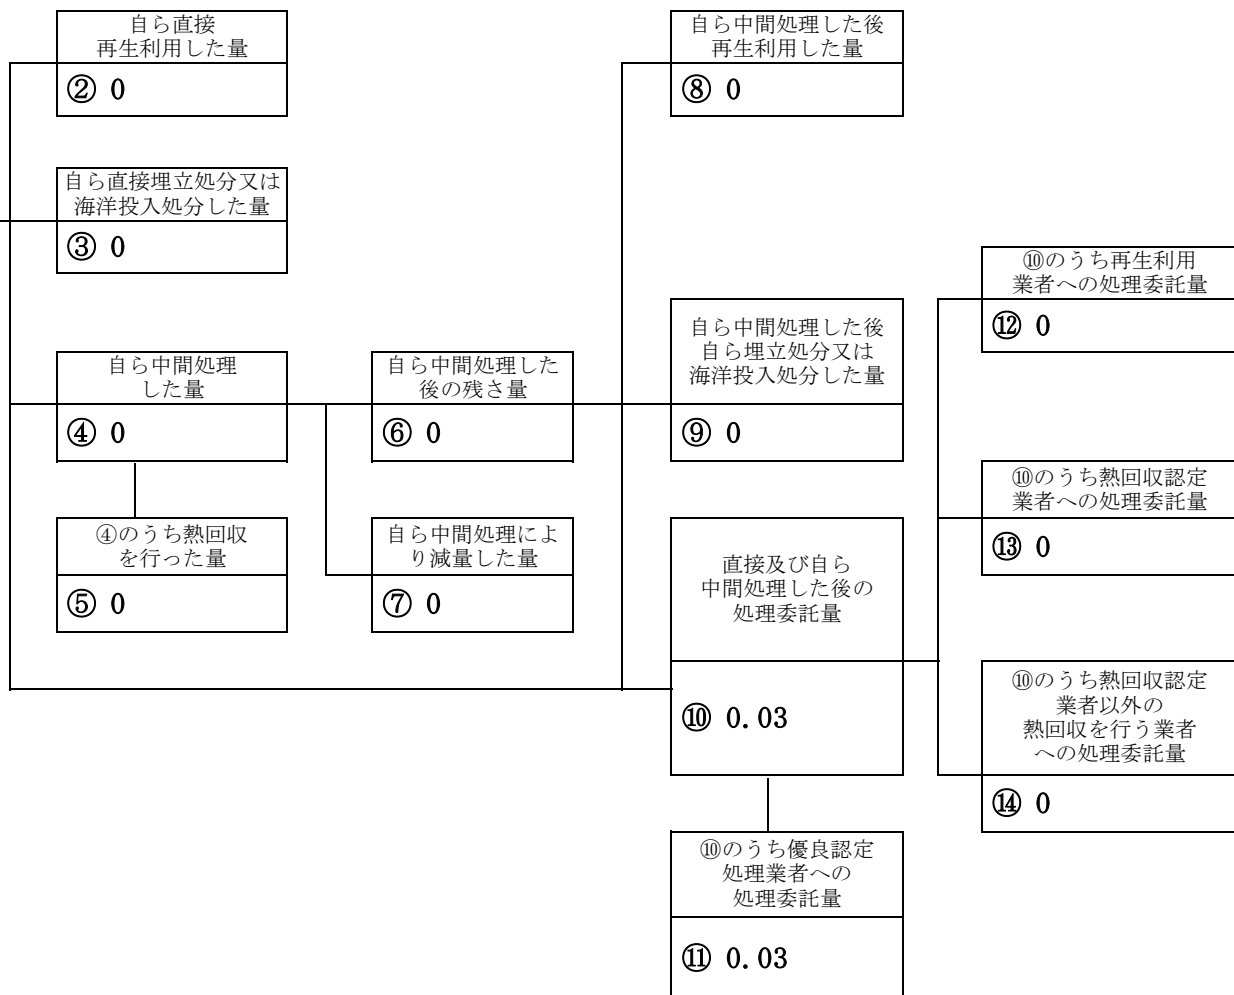 自ら直接
再生利用した量
② 0
自ら直接埋立処分又は
海洋投入処分した量
③ 0
自ら中間処理
した量
④ 0
④のうち熱回収
を行った量
⑤ 0
自ら中間処理した
後の残さ量
⑥ 0
自ら中間処理によ
り減量した量
⑦ 0
自ら中間処理した後
再生利用した量
⑧ 0
自ら中間処理した後
自ら埋立処分又は
海洋投入処分した量
⑨ 0
直接及び自ら
中間処理した後の
処理委託量
⑩ 0.03
⑩のうち優良認定
処理業者への
処理委託量
⑪ 0.03
⑩のうち再生利用
業者への処理委託量
⑫ 0
⑩のうち熱回収認定
業者への処理委託量
⑬ 0
⑩のうち熱回収認定
業者以外の
熱回収を行う業者
への処理委託量
⑭ 0